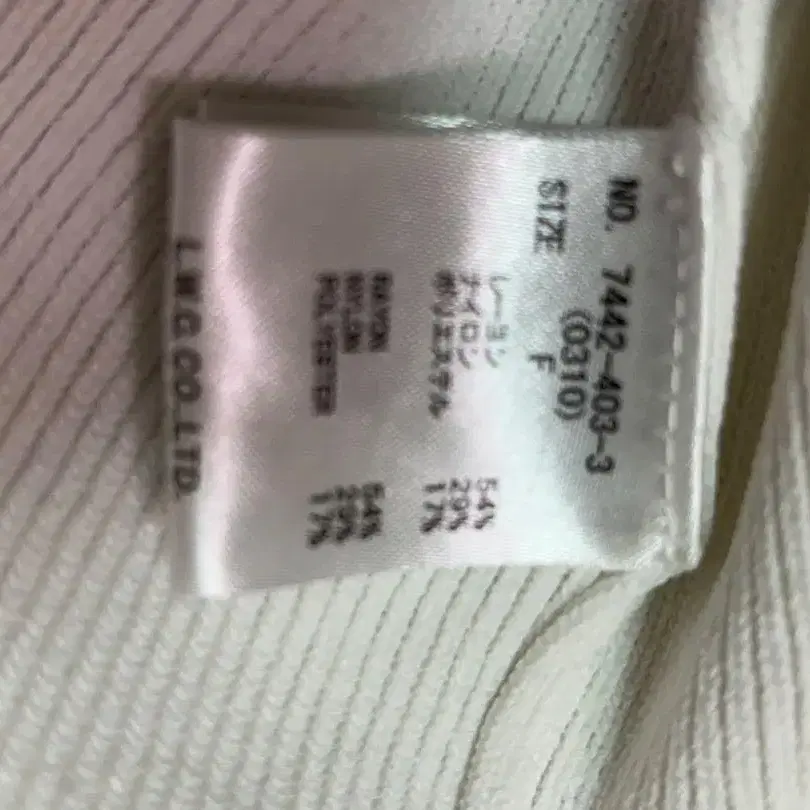 NO. 7442-403-3
(0310)
SIZE F
レーヨン 54%
ナイロン 29%
ポリエステル 17%
RAYON 54%
NYLON 29%
POLYESTER 17%
CO.LTD.